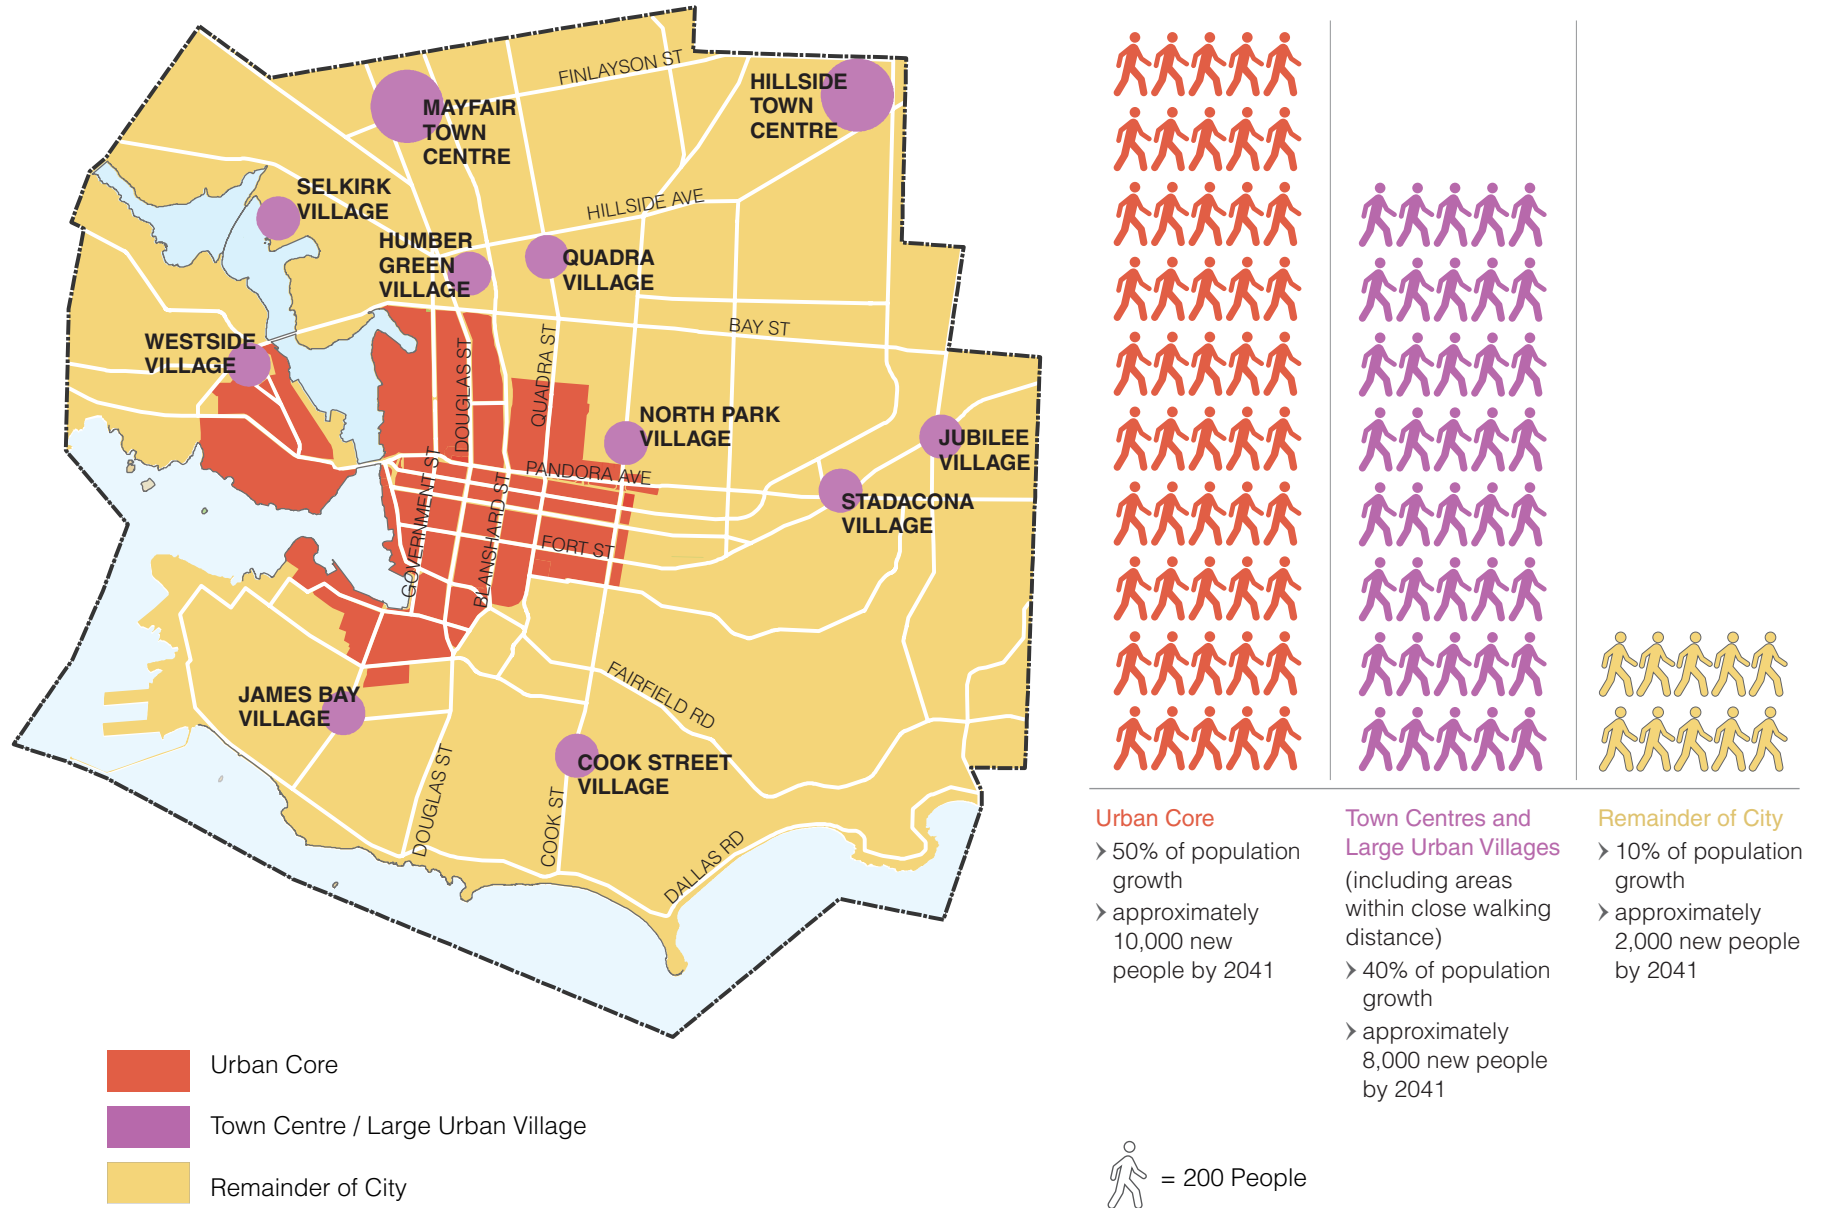 FINLAYSON ST
MAYFAIR
TOWN
CENTRE
HILLSIDE
TOWN
CENTRE
SELKIRK
VILLAGE
HILLSIDE AVE
HUMBER
GREEN
VILLAGE
QUADRA
VILLAGE
BAY ST
WESTSIDE
VILLAGE
DOUGLAS ST
QUADRA ST
NORTH PARK
VILLAGE
JUBILEE
VILLAGE
PANDORA AVE
STADACONA
VILLAGE
GOVERNMENT ST
BLANSHARD ST
FORT ST
FAIRFIELD RD
JAMES BAY
VILLAGE
COOK STREET
VILLAGE
DOUGLAS ST
COOK ST
DALLAS RD
Urban Core
Town Centre / Large Urban Village
Remainder of City
Urban Core
50% of population
growth
approximately
10,000 new
people by 2041
Town Centres and
Large Urban Villages
(including areas
within close walking
distance)
40% of population
growth
approximately
8,000 new people
by 2041
Remainder of City
10% of population
growth
approximately
2,000 new people
by 2041
= 200 People